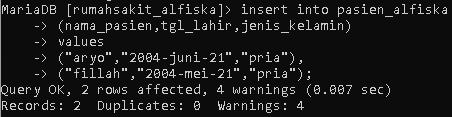 MariaDB [rumahsakit_alfiska]> insert into pasien_alfiska
-> (nama_pasien,tgl_lahir,jenis_kelamin)
-> values
-> ("aryo","2004-juni-21","pria"),
-> ("fillah","2004-mei-21","pria");
Query OK, 2 rows affected, 4 warnings (0.007 sec)
Records: 2  Duplicates: 0  Warnings: 4